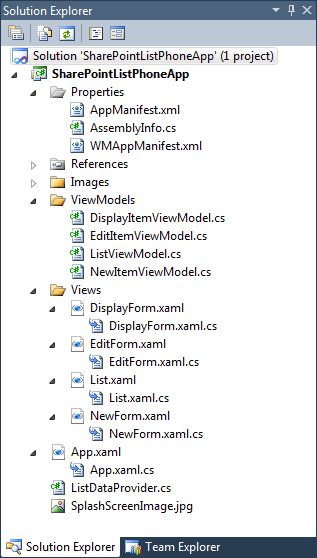 Solution Explorer
Solution 'SharePointListPhoneApp' (1 project)
SharePointListPhoneApp
Properties
AppManifest.xml
AssemblyInfo.cs
WMAppManifest.xml
References
Images
ViewModels
DisplayItemViewModel.cs
EditItemViewModel.cs
ListViewModel.cs
NewItemViewModel.cs
Views
DisplayForm.xaml
DisplayForm.xaml.cs
EditForm.xaml
EditForm.xaml.cs
List.xaml
List.xaml.cs
NewForm.xaml
NewForm.xaml.cs
App.xaml
App.xaml.cs
ListDataProvider.cs
SplashScreenImage.jpg
Solution Explorer Team Explorer